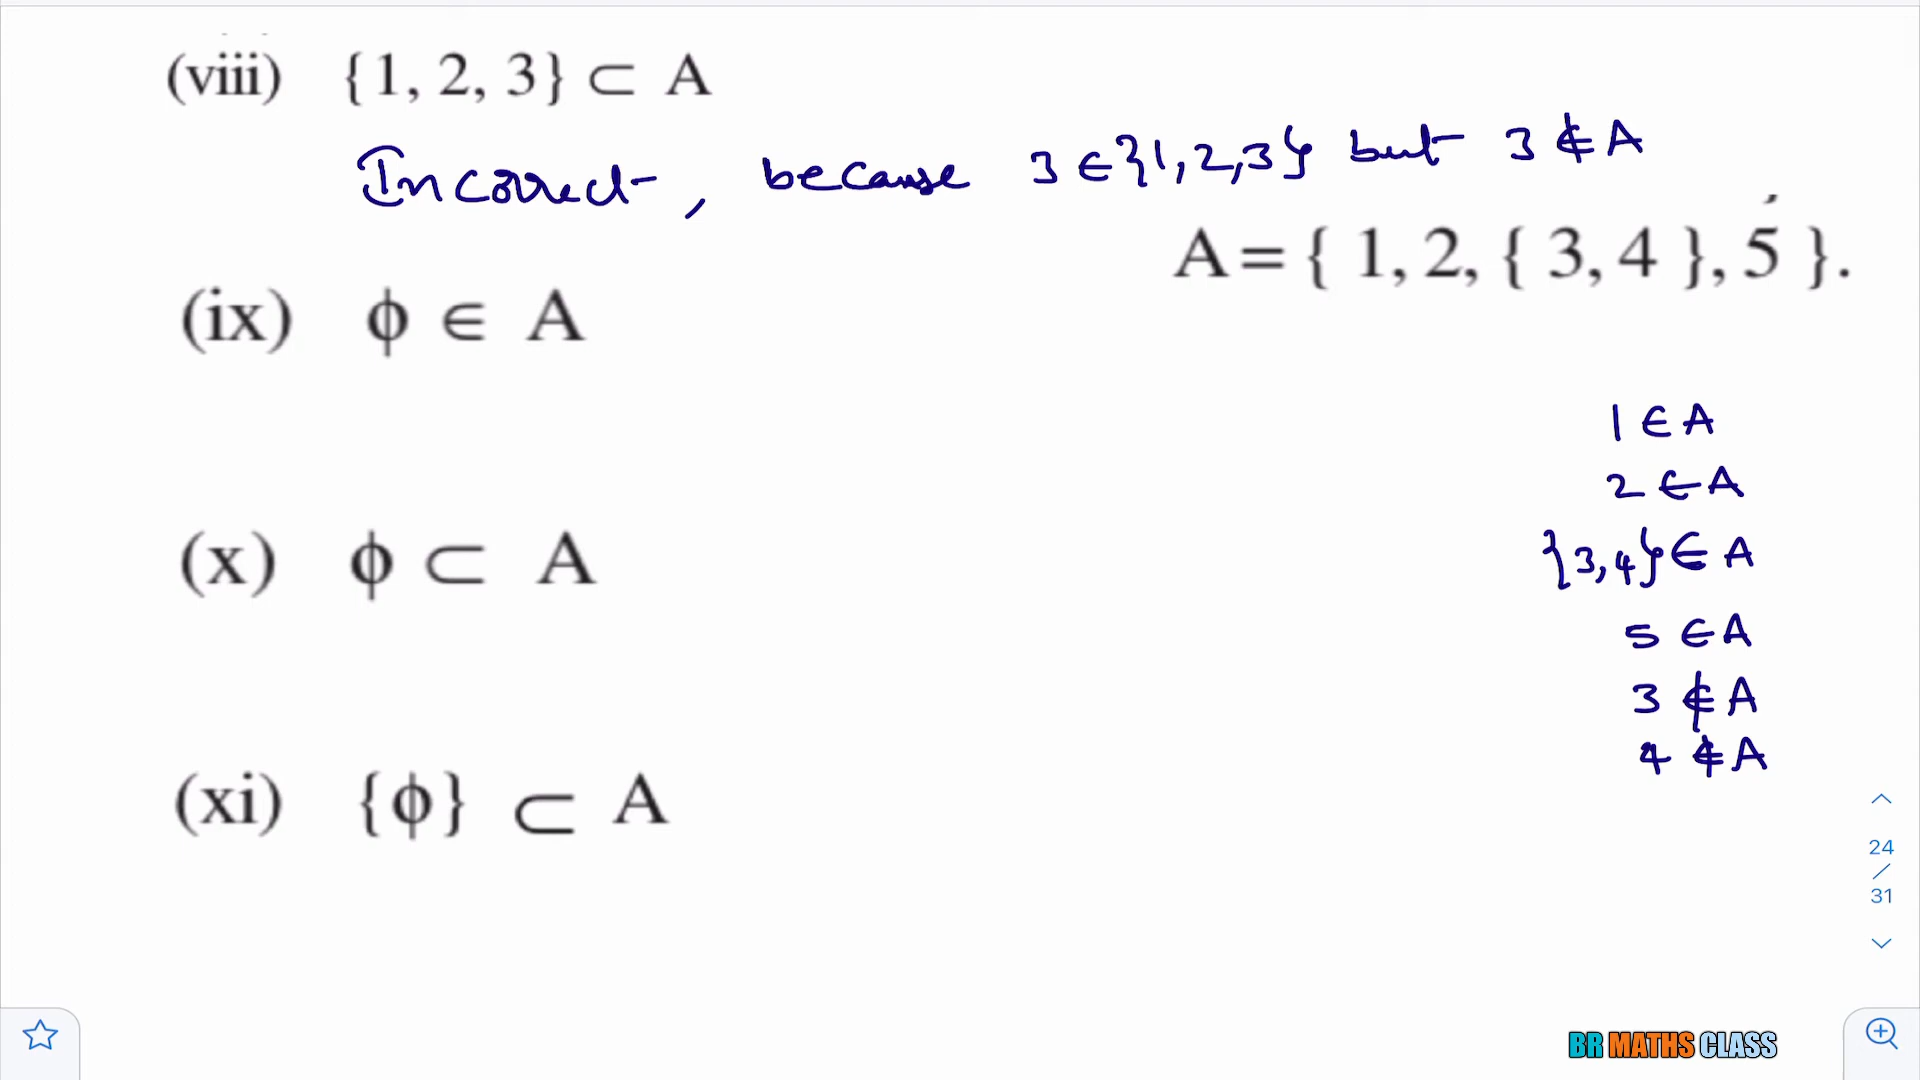 (viii) {1, 2, 3} ⊂ A
Incorrect, because 3 ∈ {1,2,3} but 3 ∉ A
A = { 1, 2, { 3, 4 }, 5 }.
(ix) ϕ ∈ A
1 ∈ A
2 ∈ A
(x) ϕ ⊂ A
{3,4} ∈ A
5 ∈ A
3 ∉ A
4 ∉ A
(xi) {ϕ} ⊂ A
24
/
31
BR MATHS CLASS